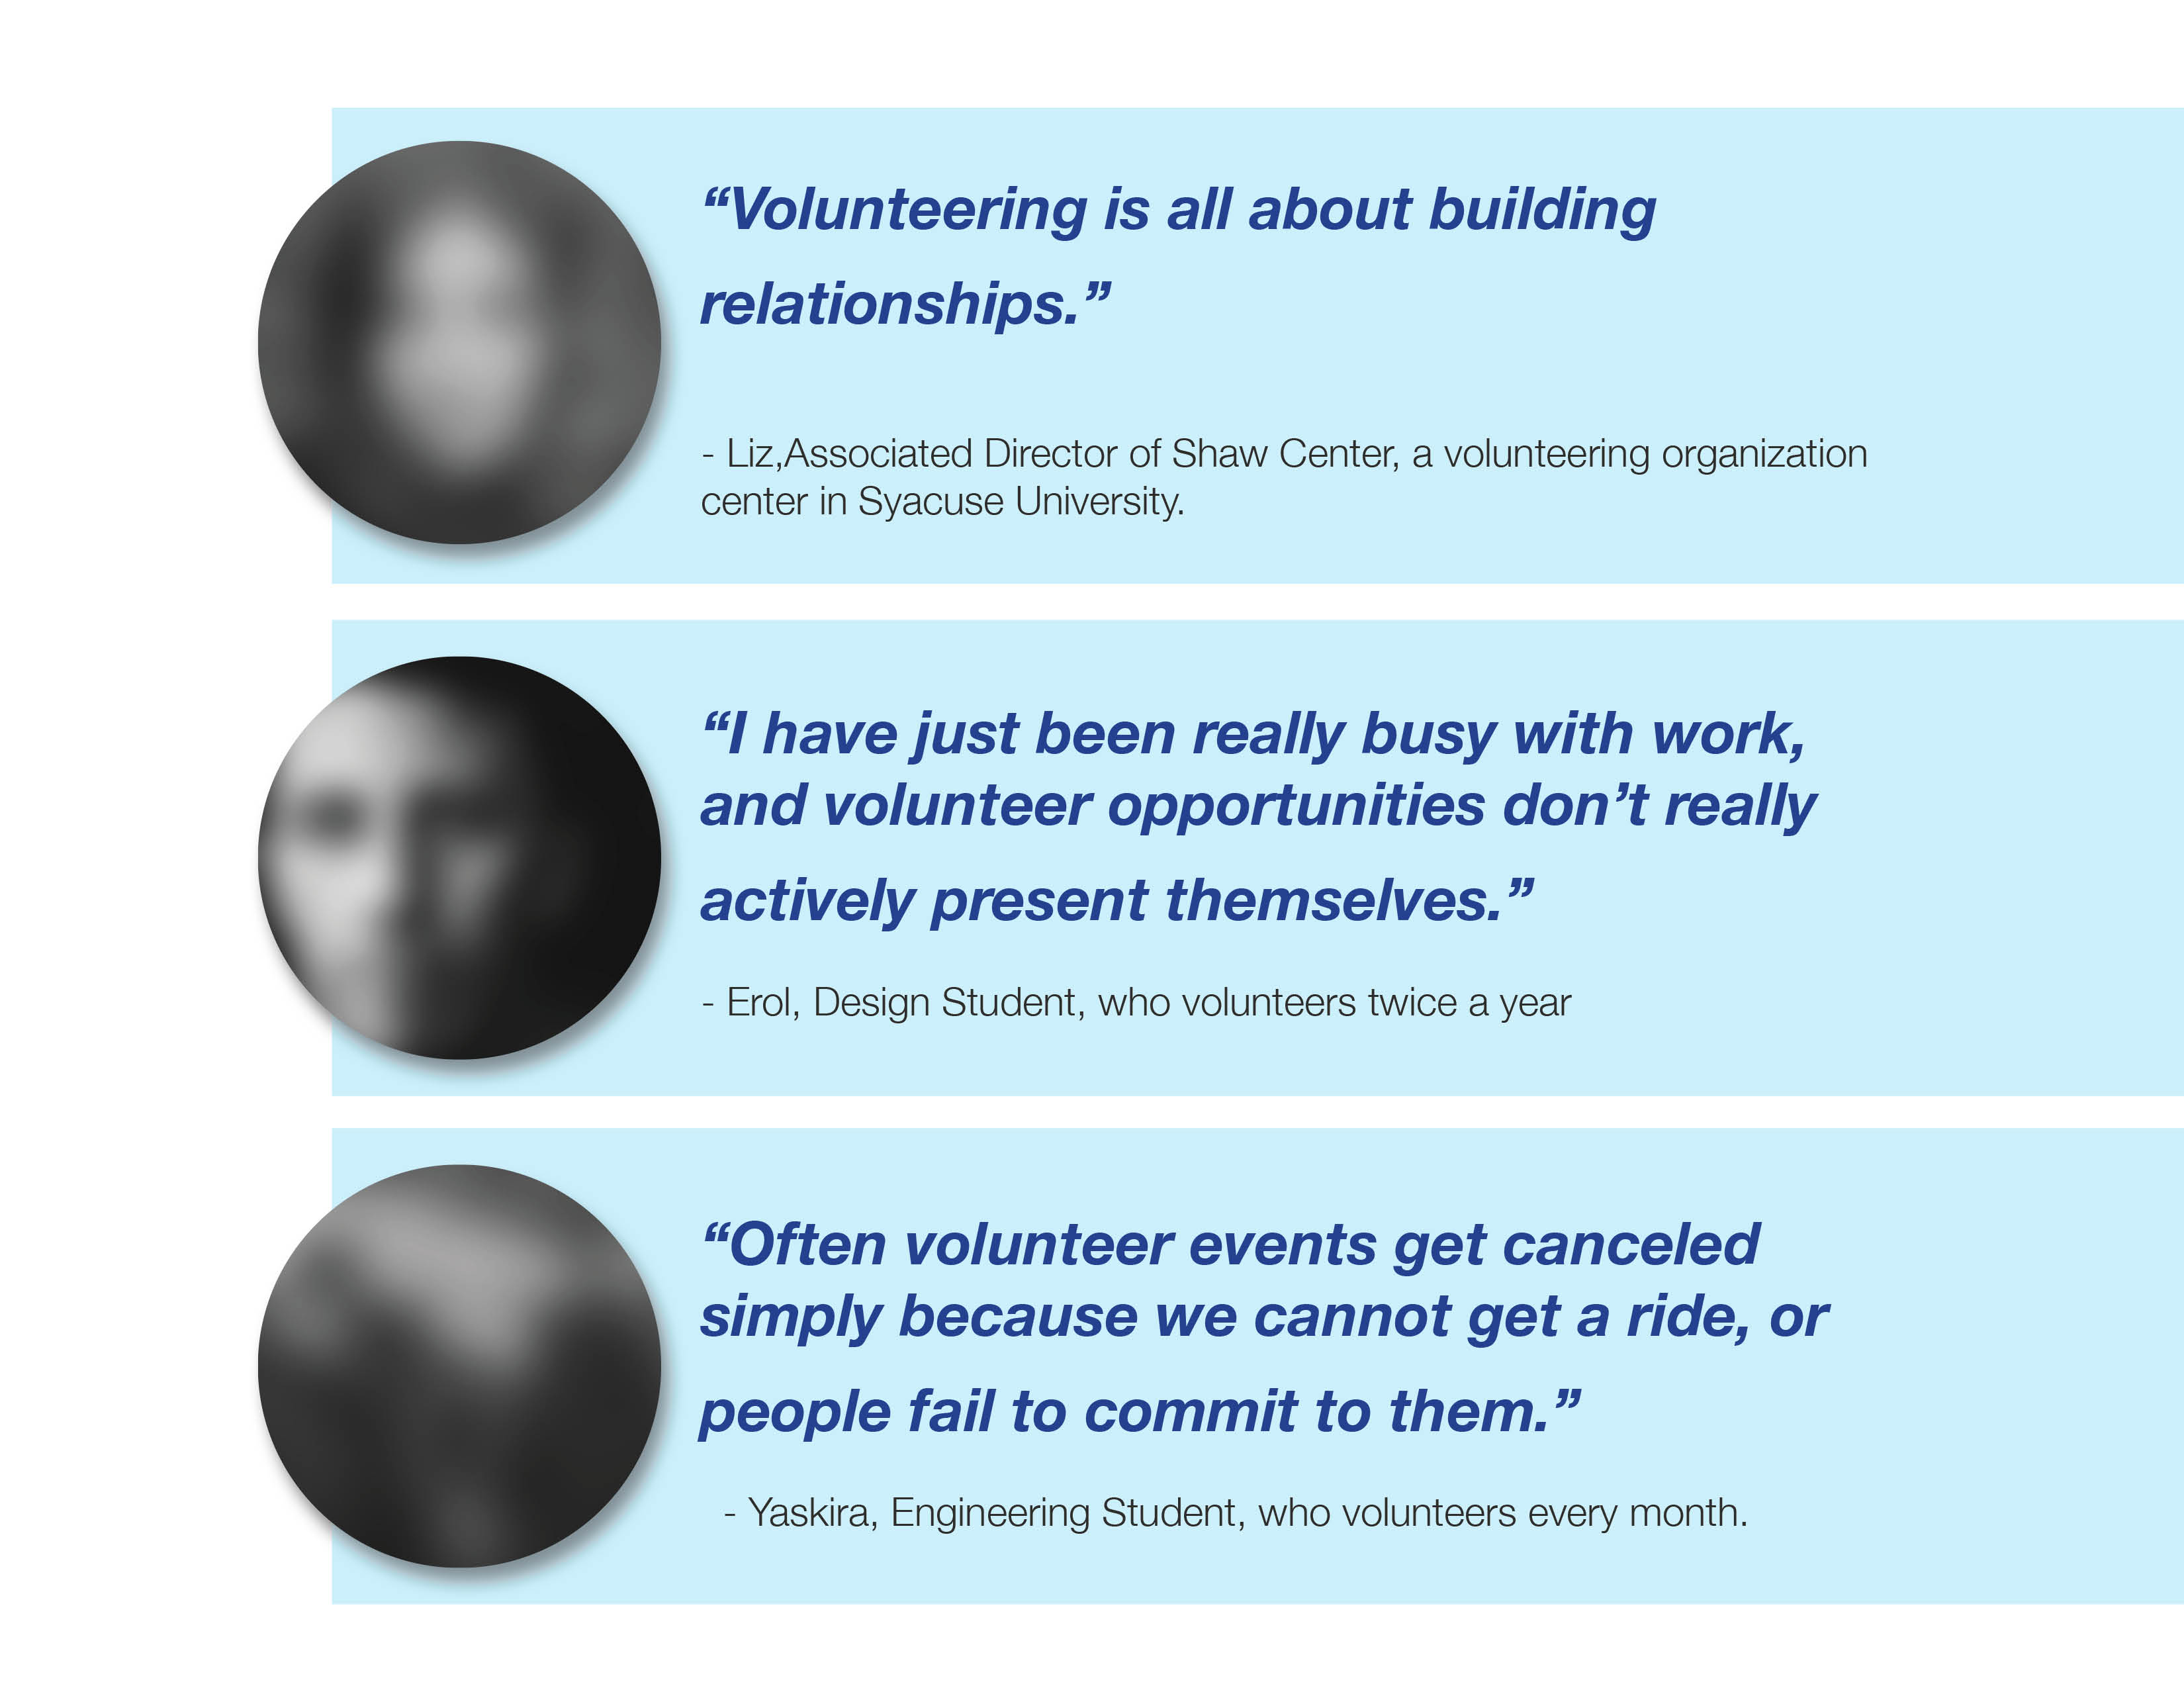 “Volunteering is all about building
relationships.”
- Liz,Associated Director of Shaw Center, a volunteering organization
center in Syacuse University.
“I have just been really busy with work,
and volunteer opportunities don’t really
actively present themselves.”
- Erol, Design Student, who volunteers twice a year
“Often volunteer events get canceled
simply because we cannot get a ride, or
people fail to commit to them.”
- Yaskira, Engineering Student, who volunteers every month.